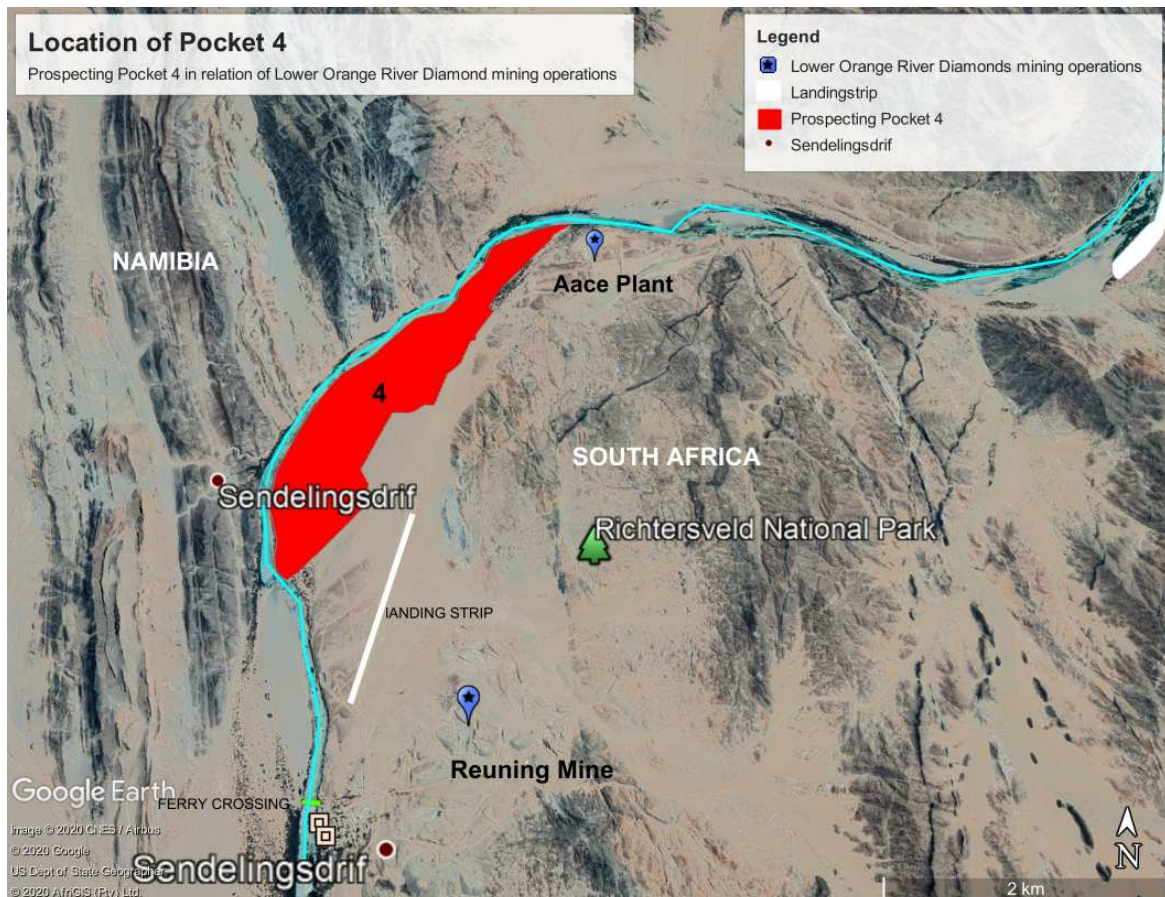 Location of Pocket 4
Prospecting Pocket 4 in relation of Lower Orange River Diamond mining operations
Legend
Lower Orange River Diamonds mining operations
Landingstrip
Prospecting Pocket 4
Sendelingsdrif
NAMIBIA
Aace Plant
4
SOUTH AFRICA
Sendelingsdrif
Richtersveld National Park
lANDING STRIP
Reuning Mine
Google Earth
FERRY CROSSING
Image © 2020 CNES / Airbus
© 2020 Google
US Dept of State Geographer
© 2020 AfriGIS (Pty) Ltd.
Sendelingsdrif
N
2 km